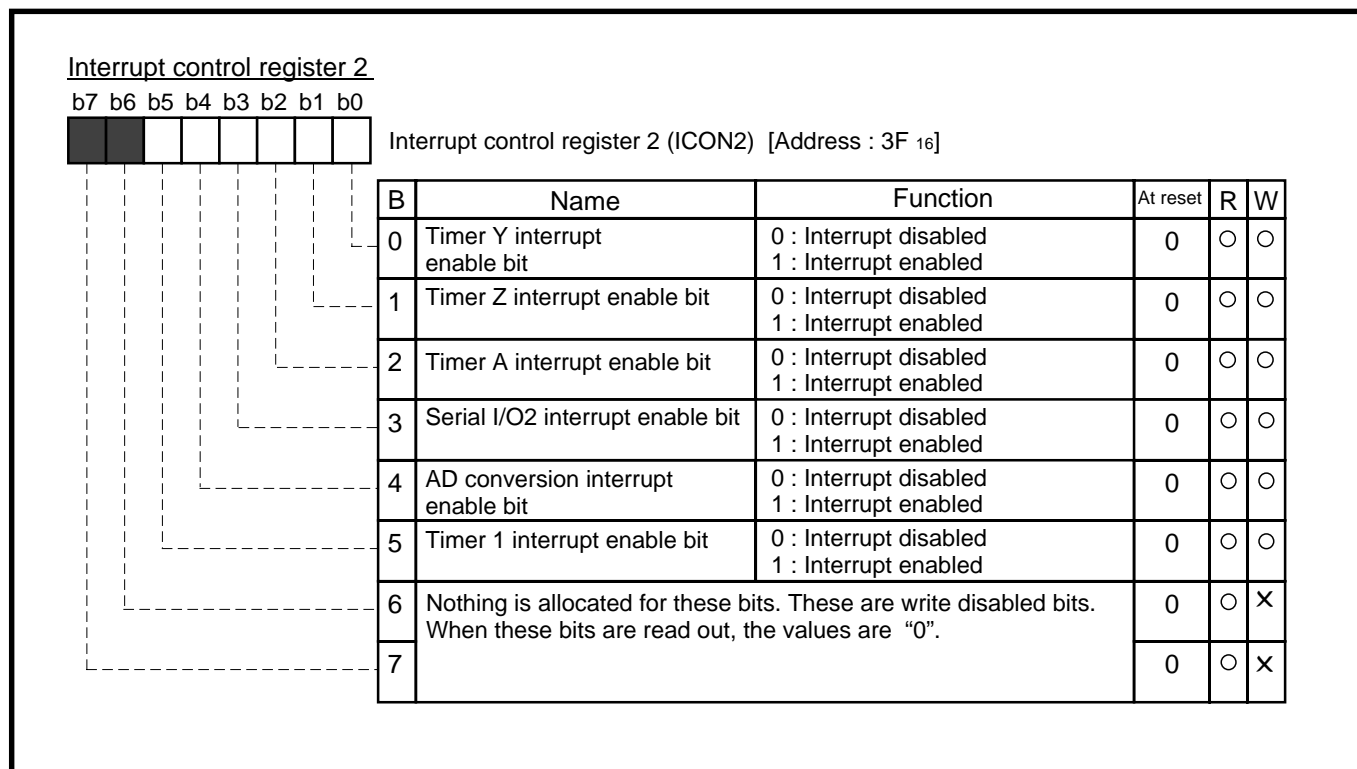 Interrupt control register 2
b7 b6 b5 b4 b3 b2 b1 b0
Interrupt control register 2 (ICON2) [Address : 3F 16]
B Name Function At reset R W
0 Timer Y interrupt enable bit 0 : Interrupt disabled 0 ○ ○
1 : Interrupt enabled
1 Timer Z interrupt enable bit 0 : Interrupt disabled 0 ○ ○
1 : Interrupt enabled
2 Timer A interrupt enable bit 0 : Interrupt disabled 0 ○ ○
1 : Interrupt enabled
3 Serial I/O2 interrupt enable bit 0 : Interrupt disabled 0 ○ ○
1 : Interrupt enabled
4 AD conversion interrupt enable bit 0 : Interrupt disabled 0 ○ ○
1 : Interrupt enabled
5 Timer 1 interrupt enable bit 0 : Interrupt disabled 0 ○ ○
1 : Interrupt enabled
6 Nothing is allocated for these bits. These are write disabled bits. 0 ○ ×
When these bits are read out, the values are “0”.
7 0 ○ ×